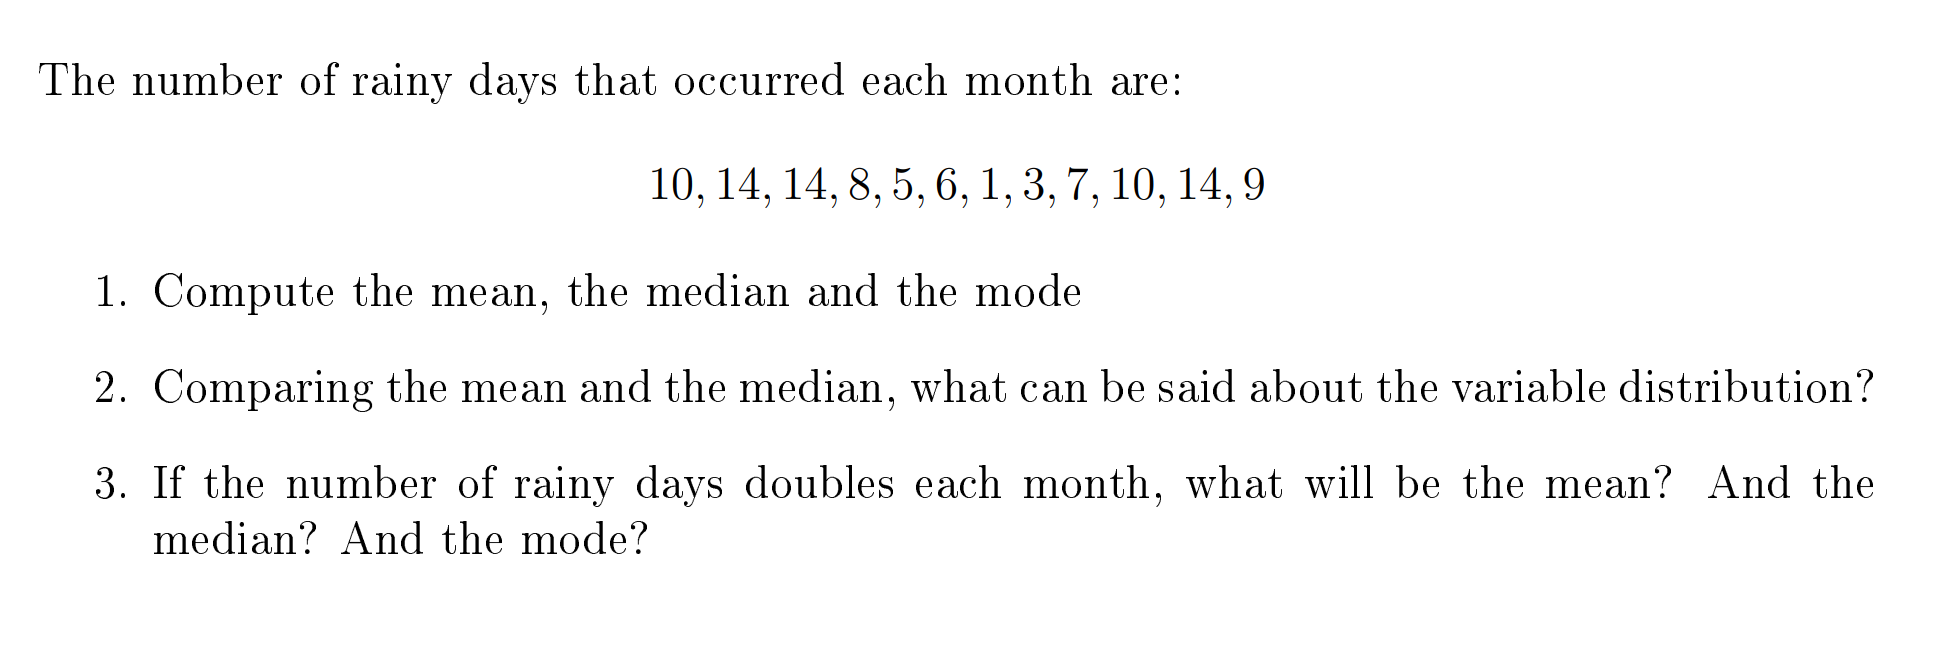 The number of rainy days that occurred each month are:
10, 14, 14, 8, 5, 6, 1, 3, 7, 10, 14, 9
1. Compute the mean, the median and the mode
2. Comparing the mean and the median, what can be said about the variable distribution?
3. If the number of rainy days doubles each month, what will be the mean? And the
median? And the mode?